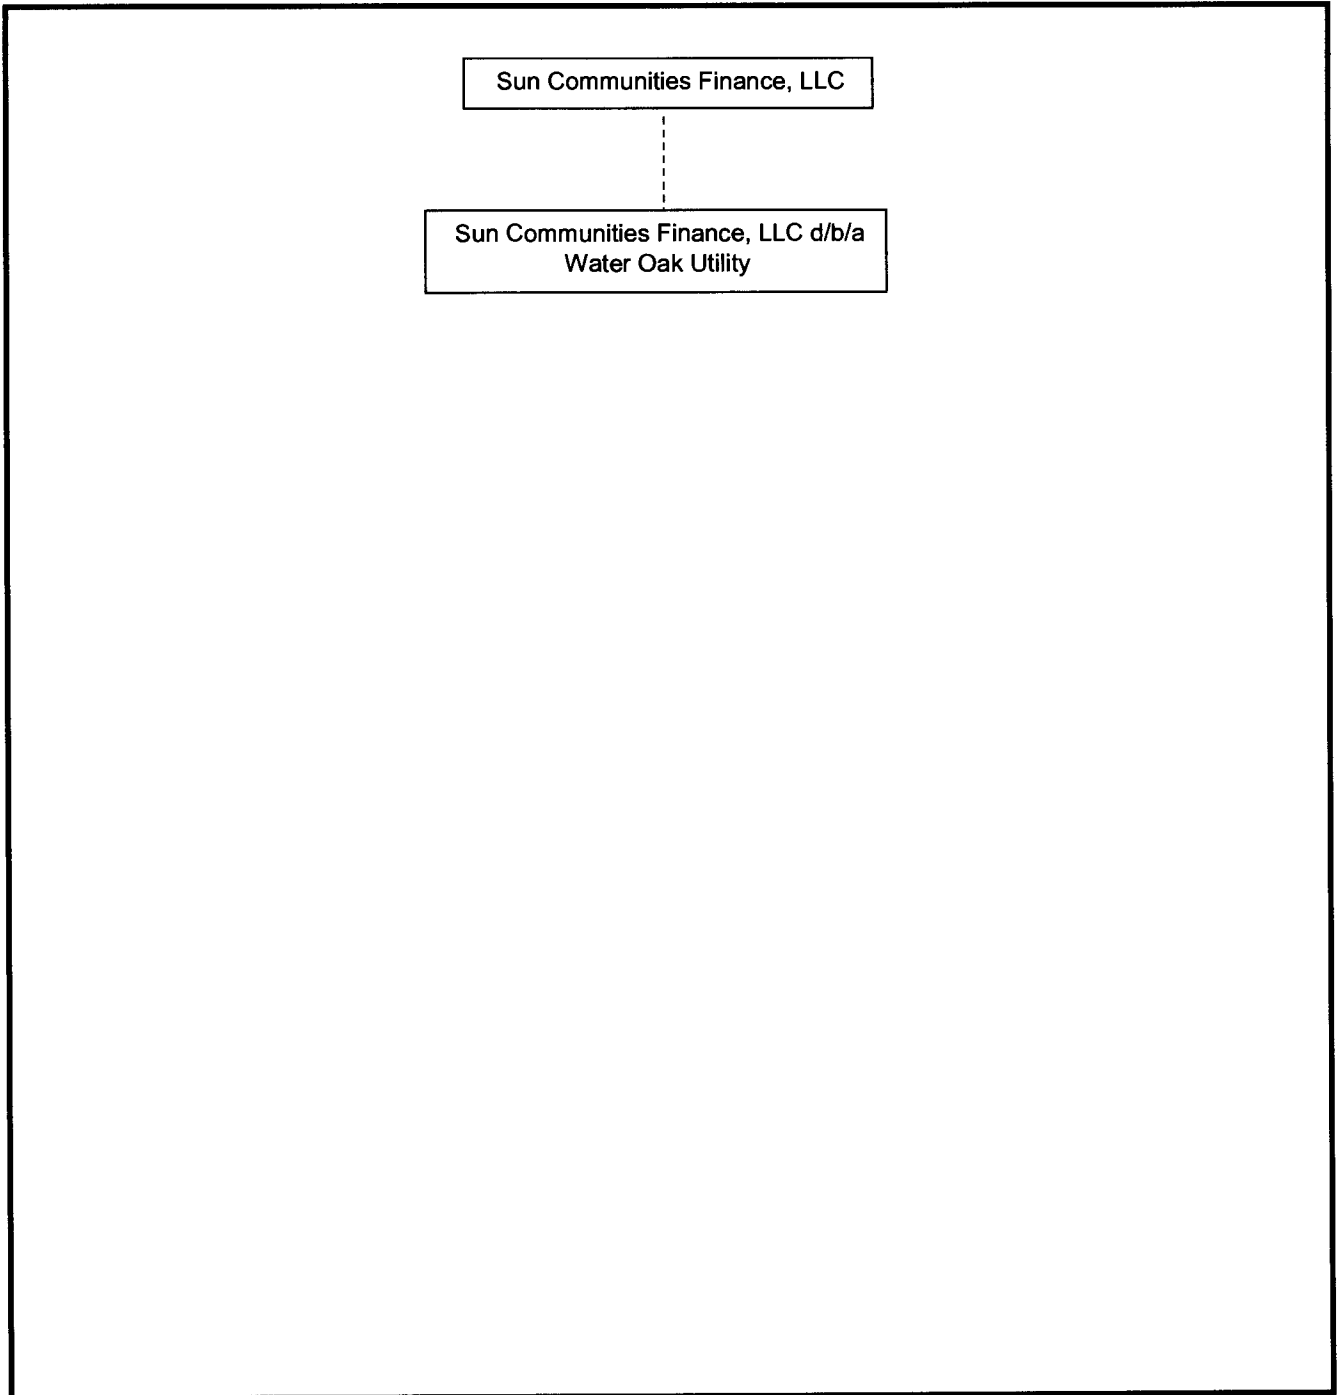 Sun Communities Finance, LLC
Sun Communities Finance, LLC d/b/a
Water Oak Utility